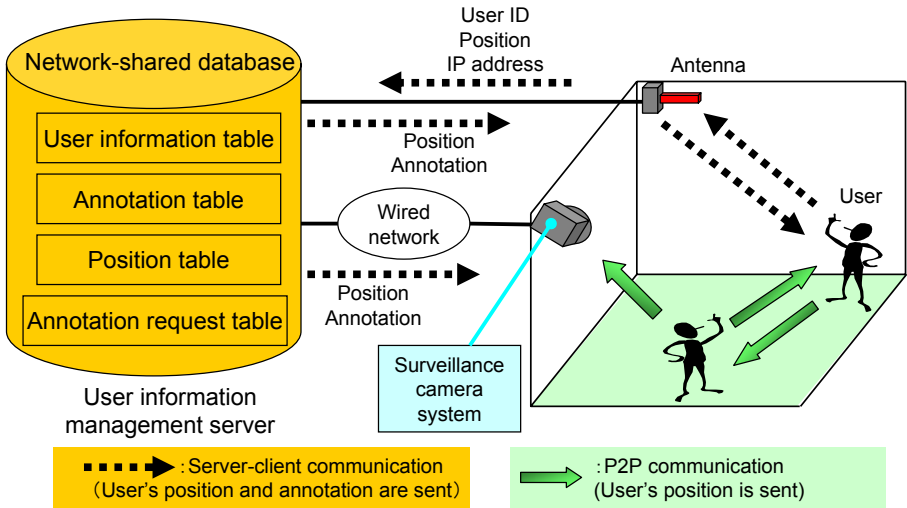 User ID
Position
IP address
Network-shared database
Antenna
User information table
Position
Annotation
Annotation table
User
Wired
network
Position table
Position
Annotation
Annotation request table
Surveillance
camera
system
User information
management server
:Server-client communication
(User's position and annotation are sent)
:P2P communication
(User's position is sent)